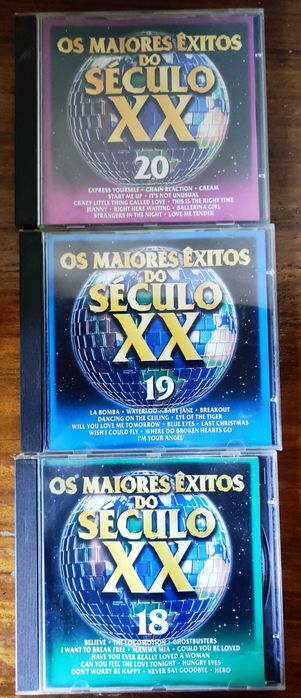 OS MAIORES ÊXITOS
DO
SÉCULO
XX
20
EXPRESS YOURSELF • CHAIN REACTION • CREAM
START ME UP • IT'S NOT UNUSUAL
CRAZY LITTLE THING CALLED LOVE • THIS IS THE RIGHT TIME
JEANNY • RIGHT HERE WAITING • BALLERINA GIRL
STRANGERS IN THE NIGHT • LOVE ME TENDER
OS MAIORES ÊXITOS
DO
SÉCULO
XX
19
LA BOMBA • WATERLOO • BABY JANE • BREAKOUT
DANCING ON THE CEILING • EYE OF THE TIGER
WILL YOU LOVE ME TOMORROW • BLUE EYES • LAST CHRISTMAS
WISH I COULD FLY • WHERE DO BROKEN HEARTS GO
I'M YOUR ANGEL
OS MAIORES ÊXITOS
DO
SÉCULO
XX
18
BELIEVE • THE LOCOMOTION • GHOSTBUSTERS
I WANT TO BREAK FREE • MAMMA MIA • COULD YOU BE LOVED
HAVE YOU EVER REALLY LOVED A WOMAN
CAN YOU FEEL THE LOVE TONIGHT • HUNGRY EYES
DON'T WORRY BE HAPPY • NEVER SAY GOODBYE • HERO